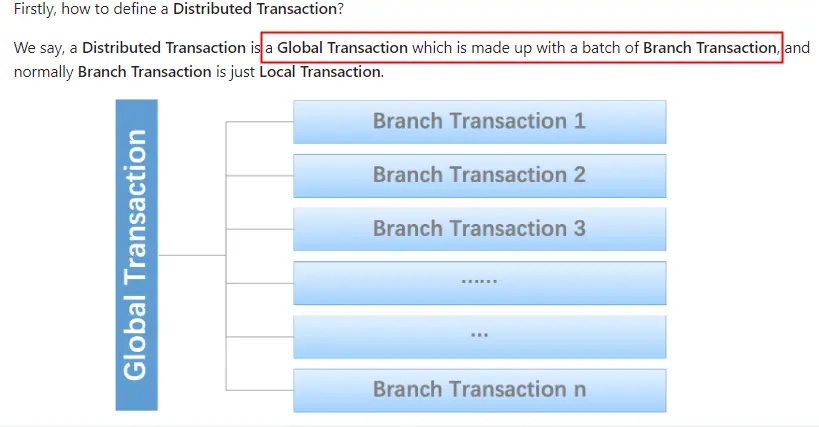 Firstly, how to define a Distributed Transaction?
We say, a Distributed Transaction is a Global Transaction which is made up with a batch of Branch Transaction, and
normally Branch Transaction is just Local Transaction.
Global Transaction
Branch Transaction 1
Branch Transaction 2
Branch Transaction 3
······
···
Branch Transaction n